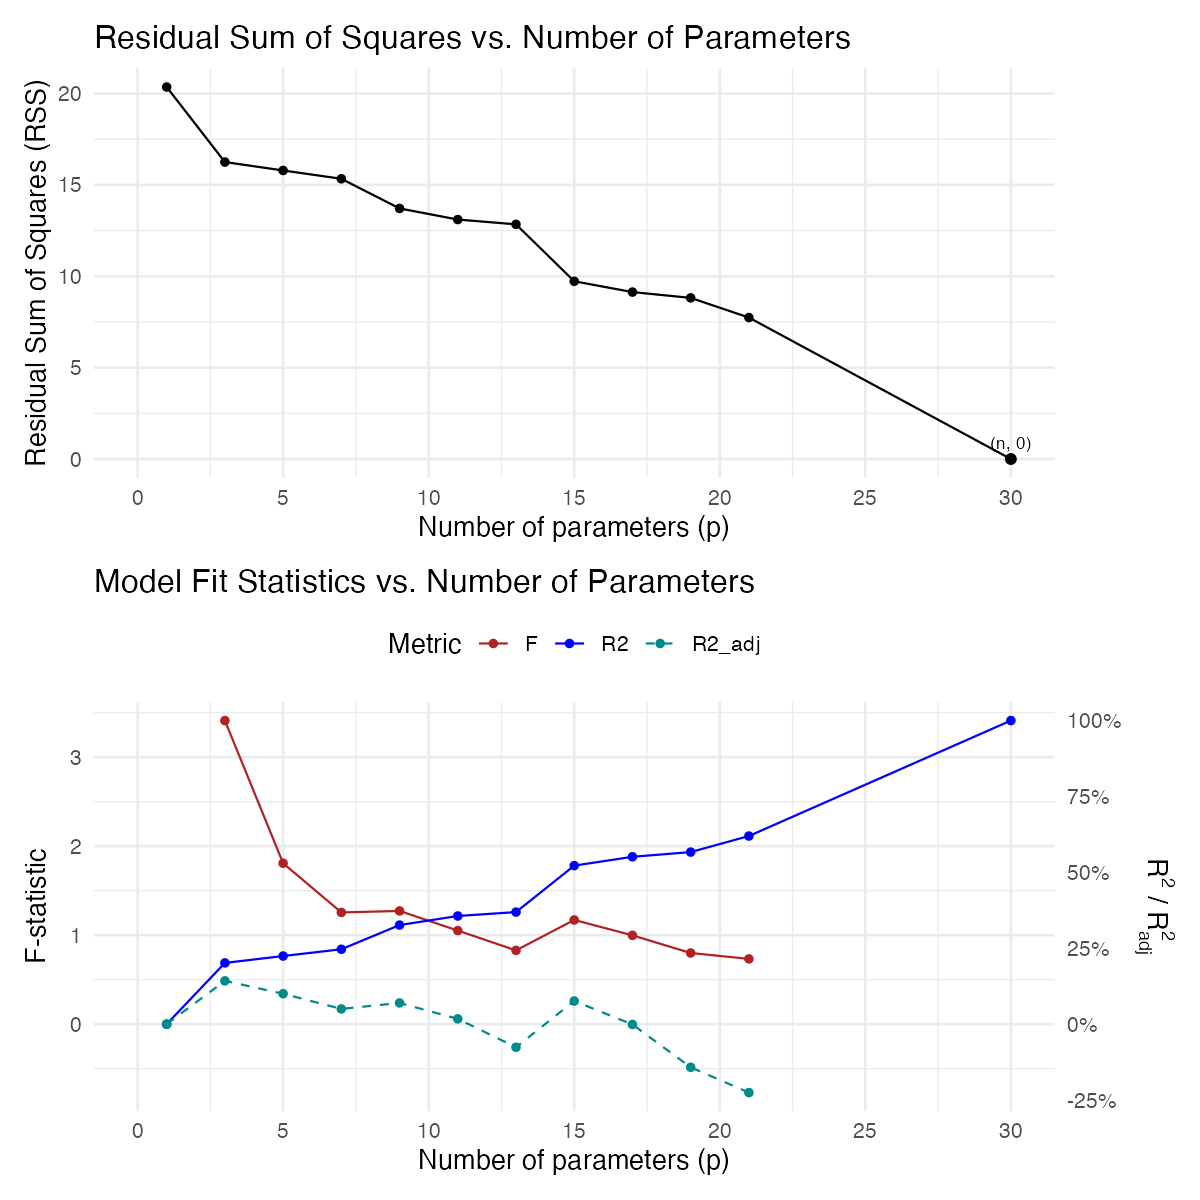 Residual Sum of Squares vs. Number of Parameters
Residual Sum of Squares (RSS)
20
15
10
5
0
(n, 0)
0 5 10 15 20 25 30
Number of parameters (p)
Model Fit Statistics vs. Number of Parameters
Metric F R2 R2_adj
F-statistic
3
2
1
0
100%
75%
50%
25%
0%
-25%
R² / R²adj
0 5 10 15 20 25 30
Number of parameters (p)